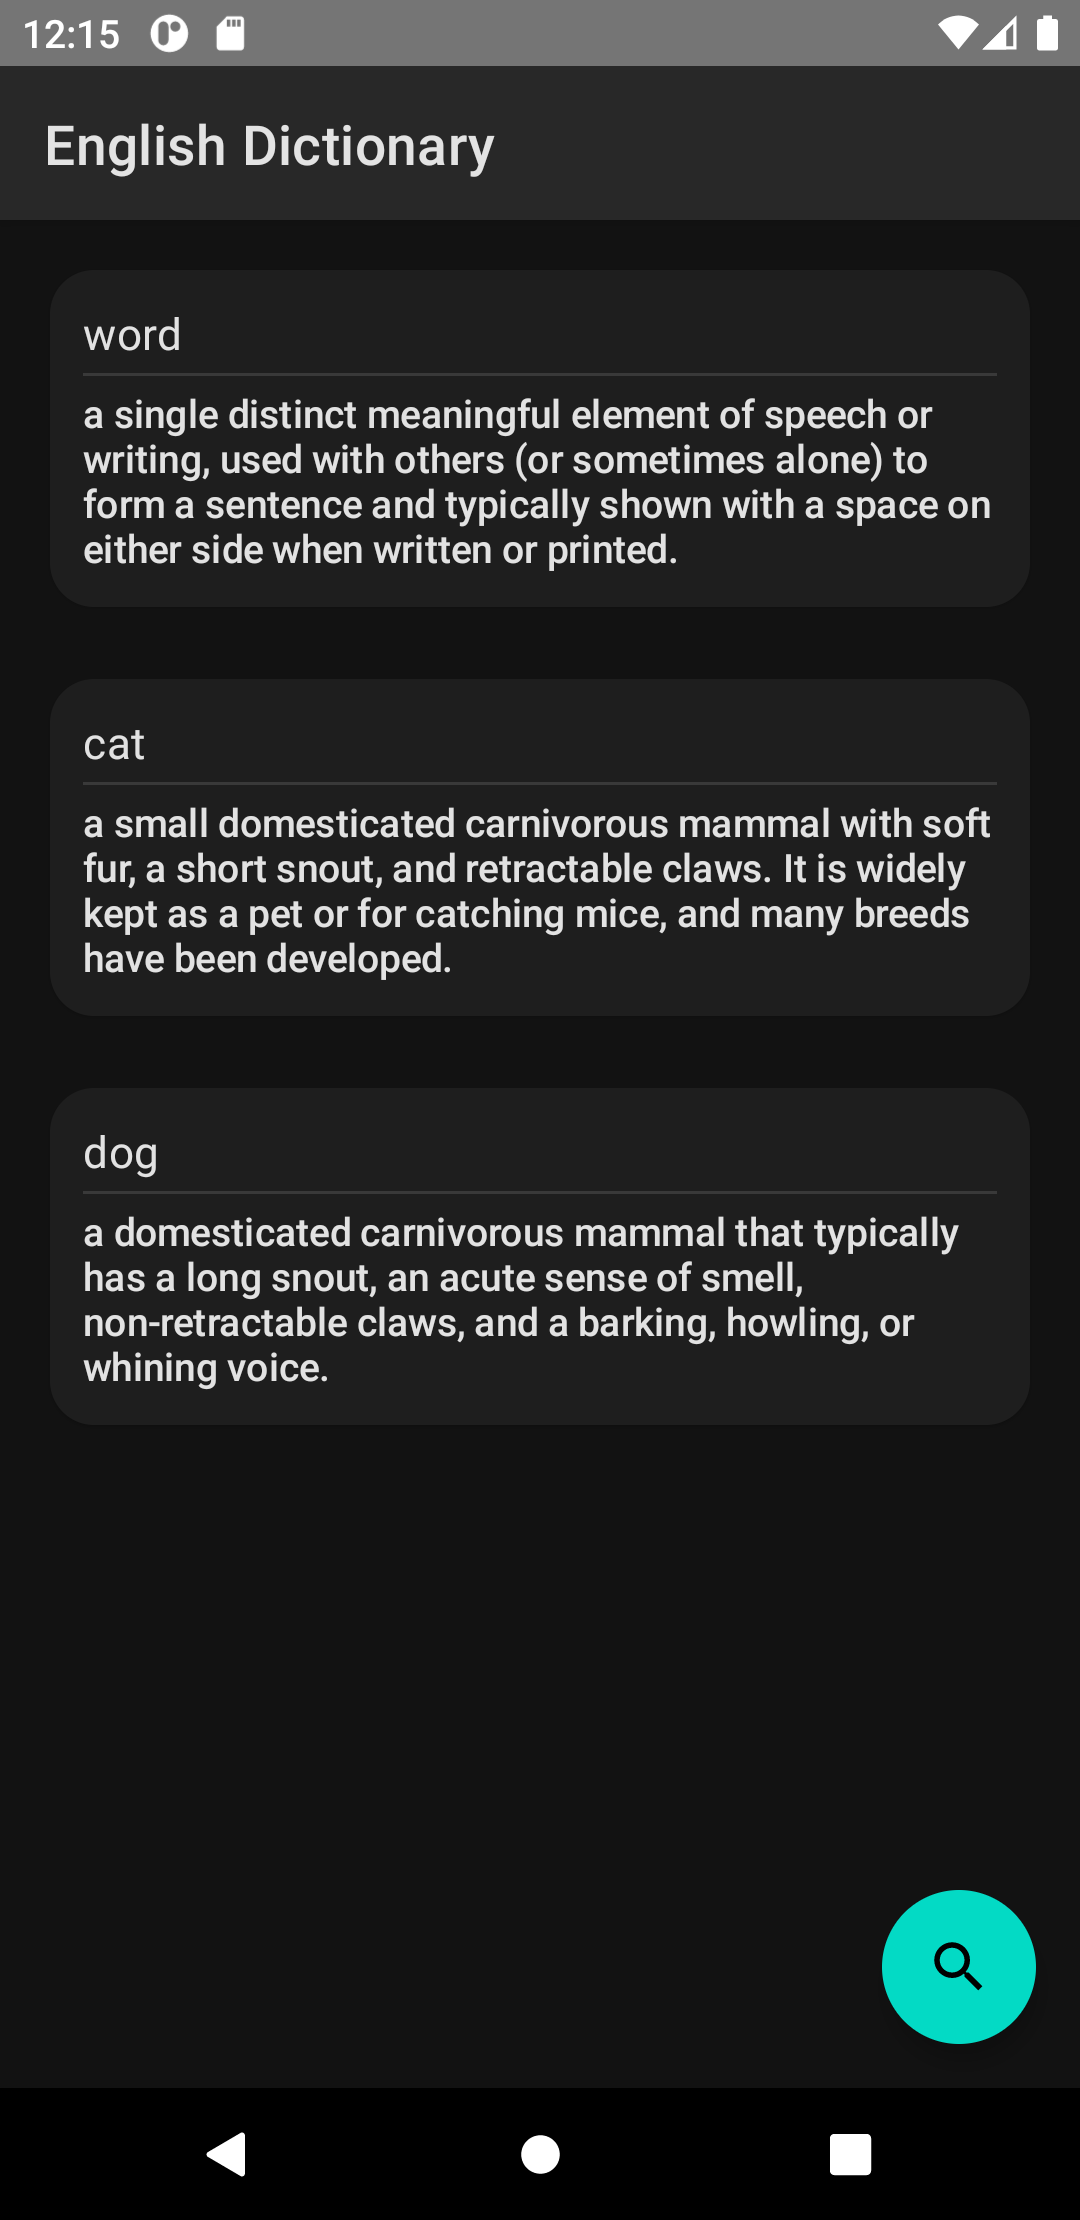 12:15
English Dictionary
word
a single distinct meaningful element of speech or
writing, used with others (or sometimes alone) to
form a sentence and typically shown with a space on
either side when written or printed.
cat
a small domesticated carnivorous mammal with soft
fur, a short snout, and retractable claws. It is widely
kept as a pet or for catching mice, and many breeds
have been developed.
dog
a domesticated carnivorous mammal that typically
has a long snout, an acute sense of smell,
non-retractable claws, and a barking, howling, or
whining voice.